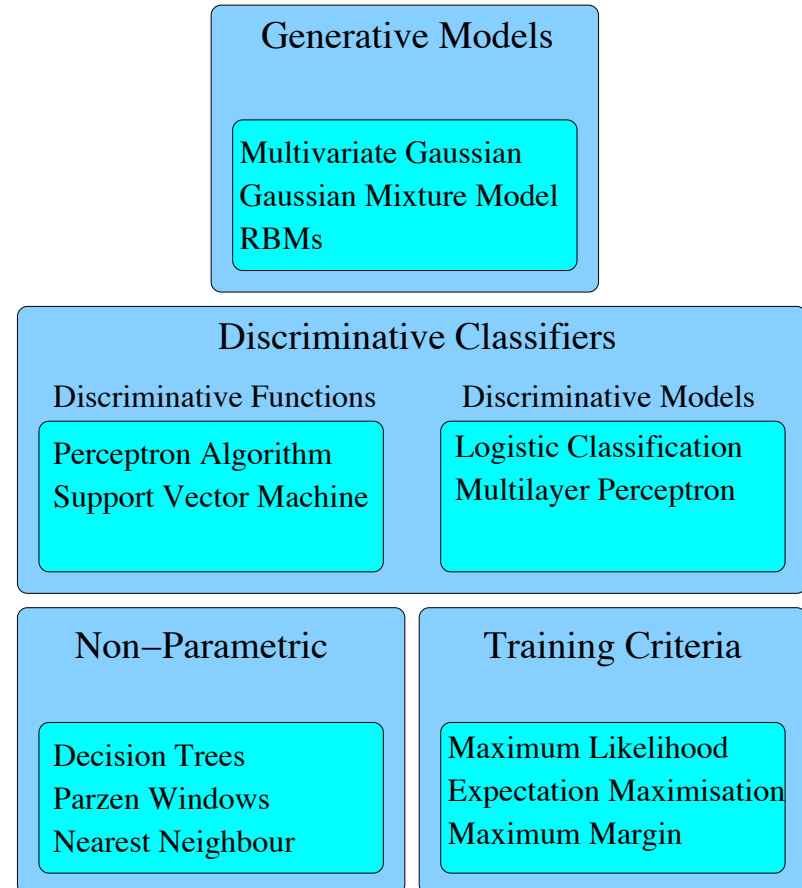 Generative Models
Multivariate Gaussian
Gaussian Mixture Model
RBMs
Discriminative Classifiers
Discriminative Functions
Perceptron Algorithm
Support Vector Machine
Discriminative Models
Logistic Classification
Multilayer Perceptron
Non−Parametric
Decision Trees
Parzen Windows
Nearest Neighbour
Training Criteria
Maximum Likelihood
Expectation Maximisation
Maximum Margin